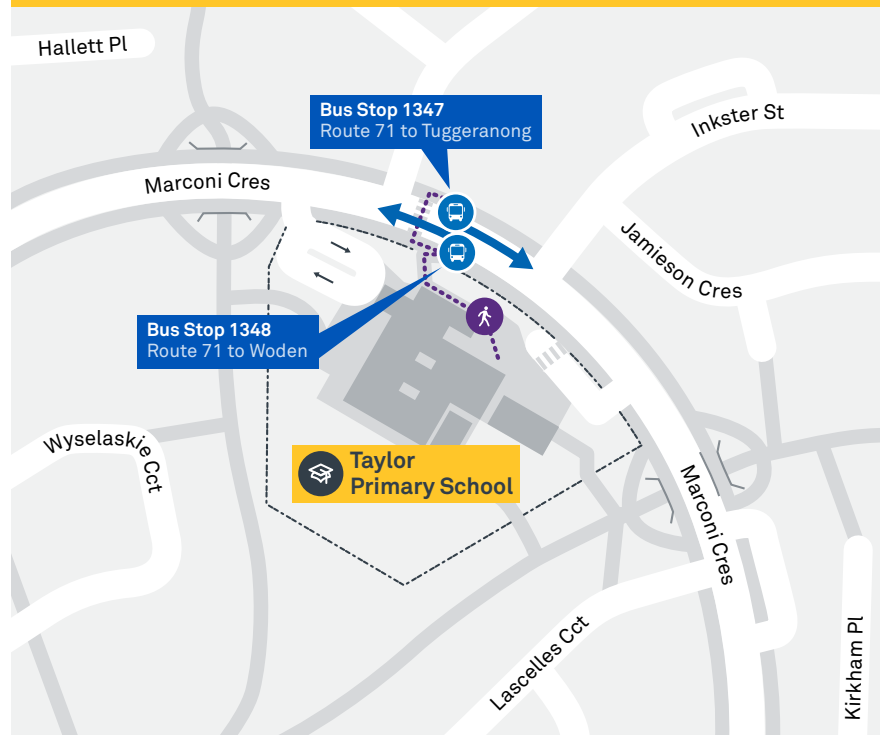 Hallett Pl
Bus Stop 1347
Route 71 to Tuggeranong
Inkster St
Marconi Cres
Jamieson Cres
Bus Stop 1348
Route 71 to Woden
Wyselaskie Cct
Taylor
Primary School
Marconi Cres
Lascelles Cct
Kirkham Pl